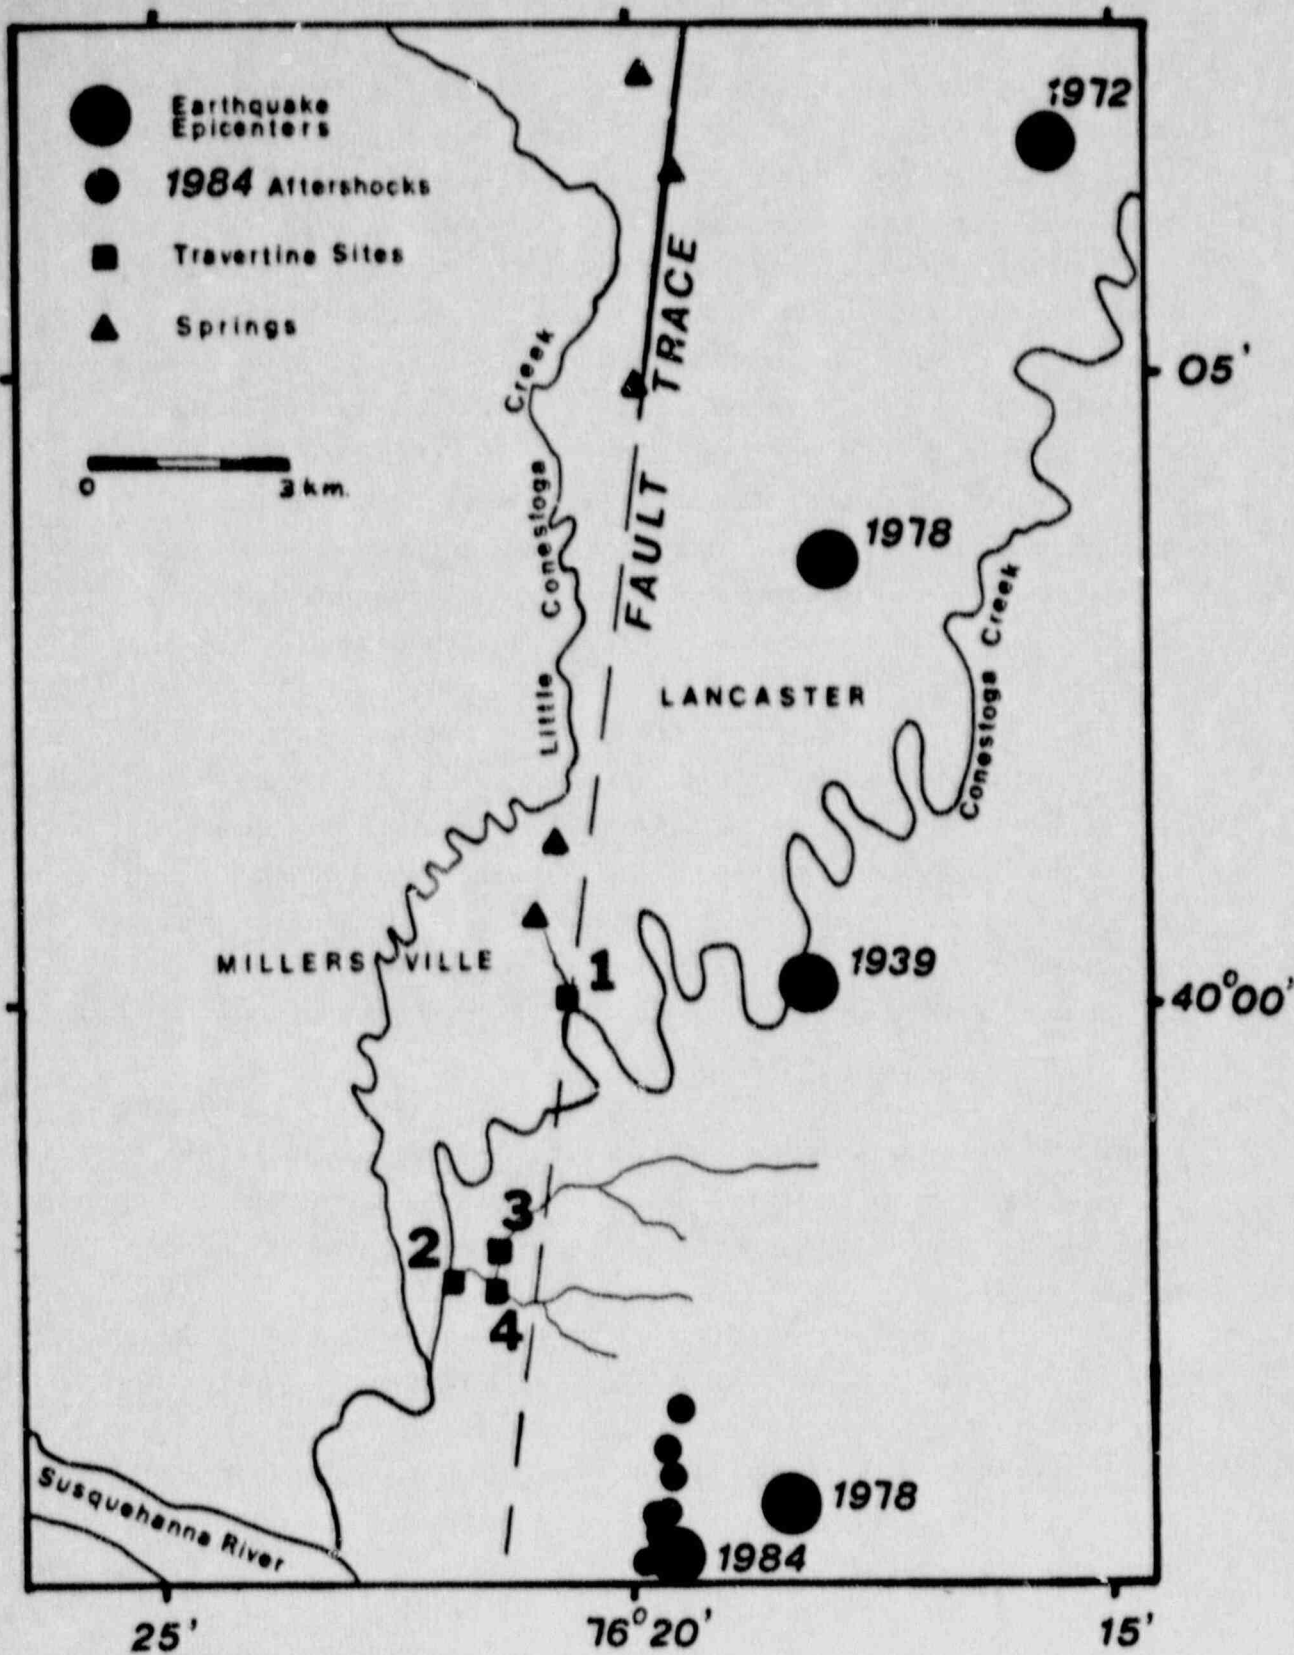 Earthquake
Epicenters
1984 Aftershocks
Travertine Sites
Springs
0 3 km.
1972
FAULT TRACE
Little Conestoga Creek
05'
1978
LANCASTER
Conestoga Creek
MILLERSVILLE
1
1939
40°00'
3
2
4
Susquehanna River
1978
1984
25' 76°20' 15'